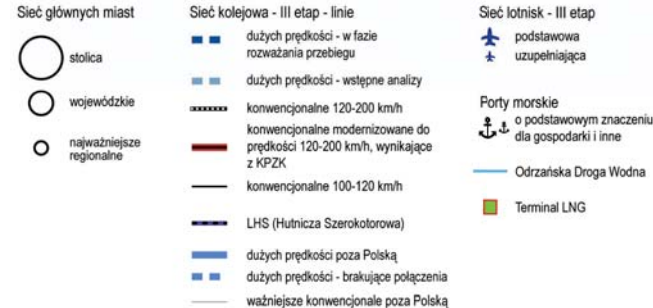 Sieć głównych miast
stolica
wojewódzkie
najważniejsze
regionalne
Sieć kolejowa - III etap - linie
dużych prędkości - w fazie
rozważania przebiegu
dużych prędkości - wstępne analizy
konwencjonalne 120-200 km/h
konwencjonalne modernizowane do
prędkości 120-200 km/h, wynikające
z KPZK
konwencjonalne 100-120 km/h
LHS (Hutnicza Szerokotorowa)
dużych prędkości poza Polską
dużych prędkości - brakujące połączenia
ważniejsze konwencjonale poza Polską
Sieć lotnisk - III etap
podstawowa
uzupełniająca
Porty morskie
o podstawowym znaczeniu
dla gospodarki i inne
Odrzańska Droga Wodna
Terminal LNG